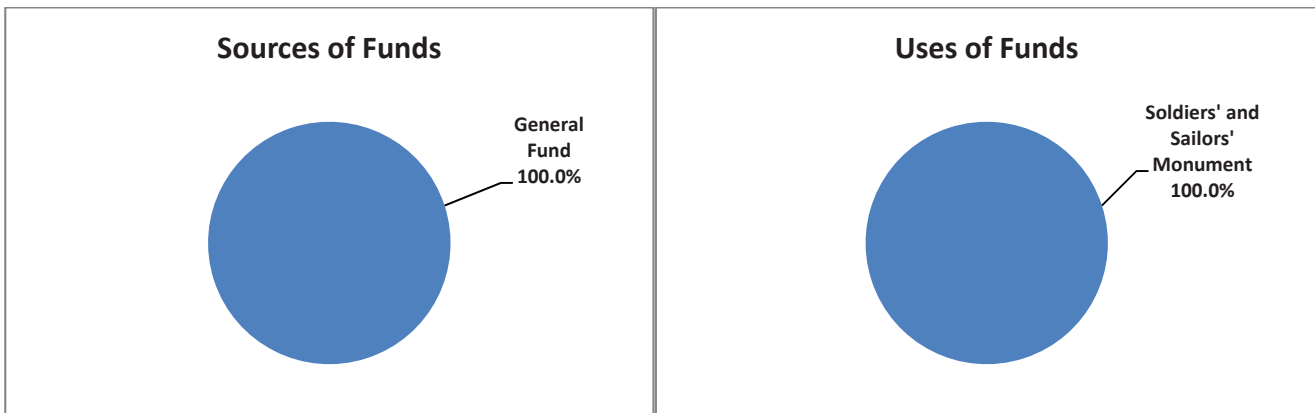 Sources of Funds
General
Fund
100.0%
Uses of Funds
Soldiers' and
Sailors'
Monument
100.0%